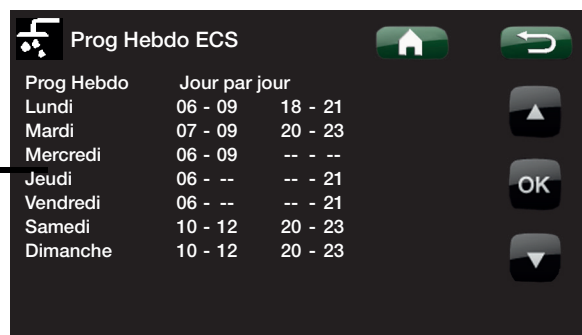 Prog Hebdo ECS
Prog Hebdo Jour par jour
Lundi 06 - 09 18 - 21
Mardi 07 - 09 20 - 23
Mercredi 06 - 09 -- - --
Jeudi 06 - -- -- - 21
OK
Vendredi 06 - -- -- - 21
Samedi 10 - 12 20 - 23
Dimanche 10 - 12 20 - 23